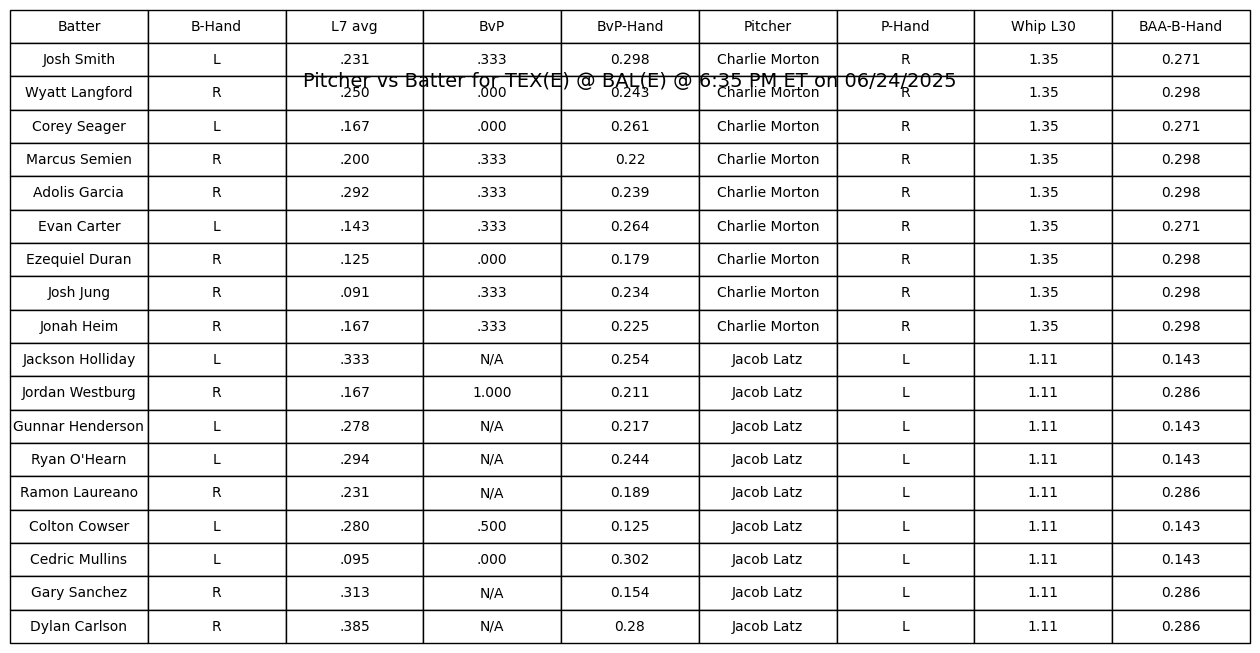 Batter B-Hand L7 avg BvP BvP-Hand Pitcher P-Hand Whip L30 BAA-B-Hand
Josh Smith L .231 .333 0.298 Charlie Morton R 1.35 0.271
Pitcher vs Batter for TEX(E) @ BAL(E) @ 6:35 PM ET on 06/24/2025
Wyatt Langford R .250 .000 0.243 Charlie Morton R 1.35 0.298
Corey Seager L .167 .000 0.261 Charlie Morton R 1.35 0.271
Marcus Semien R .200 .333 0.22 Charlie Morton R 1.35 0.298
Adolis Garcia R .292 .333 0.239 Charlie Morton R 1.35 0.298
Evan Carter L .143 .333 0.264 Charlie Morton R 1.35 0.271
Ezequiel Duran R .125 .000 0.179 Charlie Morton R 1.35 0.298
Josh Jung R .091 .333 0.234 Charlie Morton R 1.35 0.298
Jonah Heim R .167 .333 0.225 Charlie Morton R 1.35 0.298
Jackson Holliday L .333 N/A 0.254 Jacob Latz L 1.11 0.143
Jordan Westburg R .167 1.000 0.211 Jacob Latz L 1.11 0.286
Gunnar Henderson L .278 N/A 0.217 Jacob Latz L 1.11 0.143
Ryan O'Hearn L .294 N/A 0.244 Jacob Latz L 1.11 0.143
Ramon Laureano R .231 N/A 0.189 Jacob Latz L 1.11 0.286
Colton Cowser L .280 .500 0.125 Jacob Latz L 1.11 0.143
Cedric Mullins L .095 .000 0.302 Jacob Latz L 1.11 0.143
Gary Sanchez R .313 N/A 0.154 Jacob Latz L 1.11 0.286
Dylan Carlson R .385 N/A 0.28 Jacob Latz L 1.11 0.286